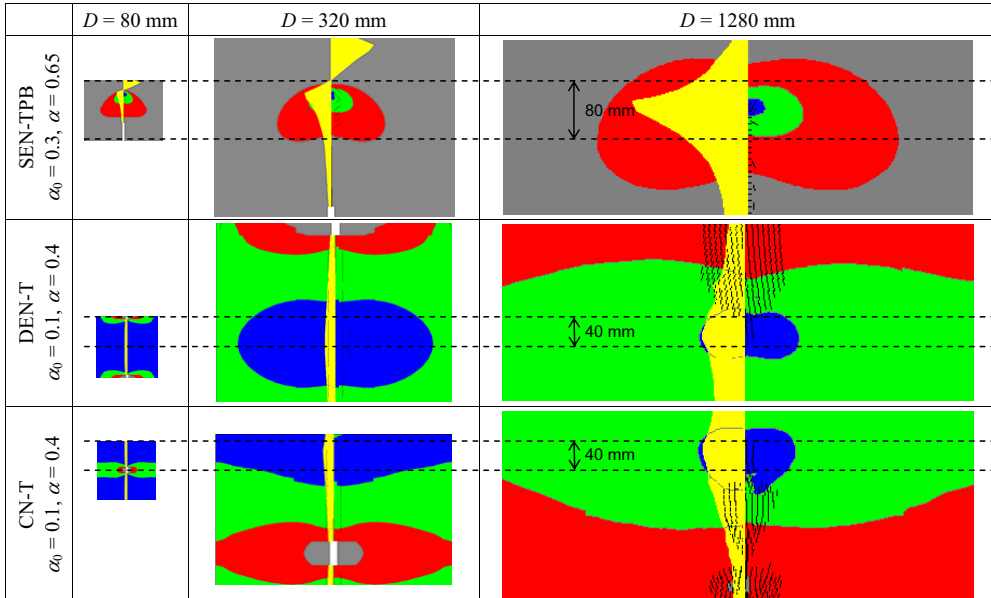 D = 80 mm
D = 320 mm
D = 1280 mm
SEN-TPB
α₀ = 0.3, α = 0.65
80 mm
DEN-T
α₀ = 0.1, α = 0.4
40 mm
CN-T
α₀ = 0.1, α = 0.4
40 mm